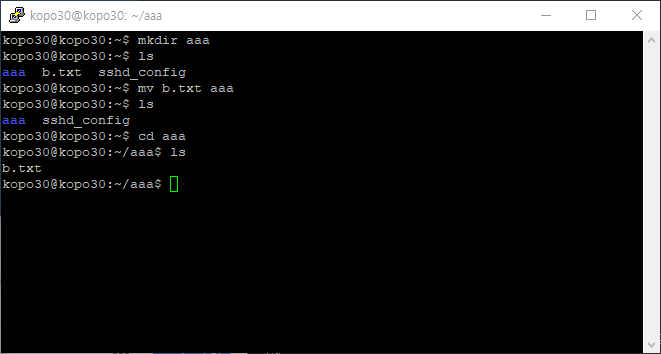 kopo30@kopo30: ~/aaa
kopo30@kopo30:~$ mkdir aaa
kopo30@kopo30:~$ ls
aaa  b.txt  sshd_config
kopo30@kopo30:~$ mv b.txt aaa
kopo30@kopo30:~$ ls
aaa  sshd_config
kopo30@kopo30:~$ cd aaa
kopo30@kopo30:~/aaa$ ls
b.txt
kopo30@kopo30:~/aaa$